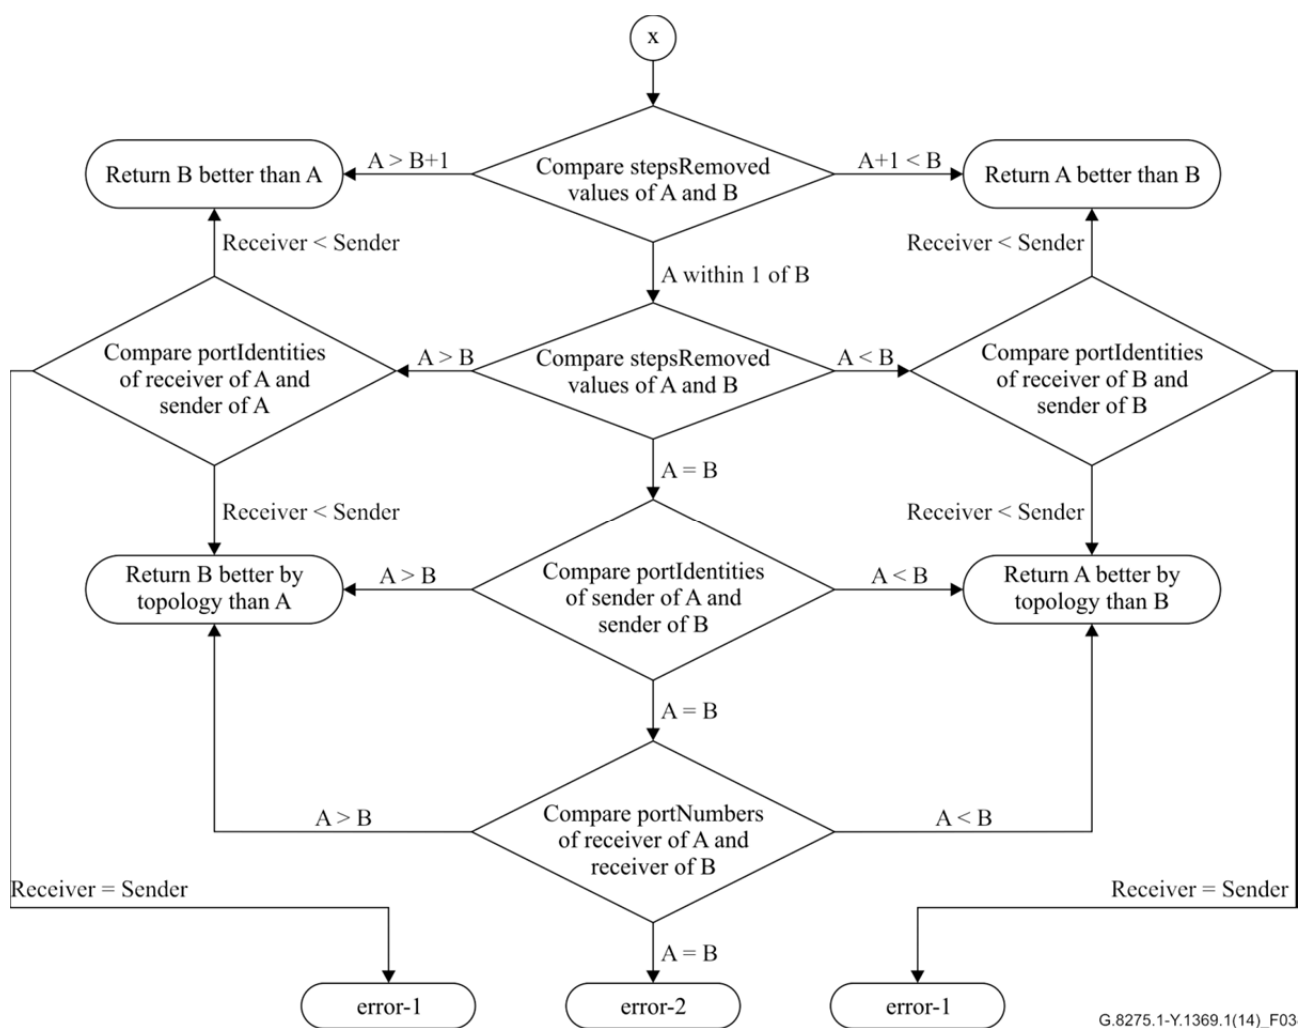 x
Return B better than A
A > B+1
Compare stepsRemoved
values of A and B
A+1 < B
Return A better than B
Receiver < Sender
A within 1 of B
Receiver < Sender
Compare portIdentities
of receiver of A and
sender of A
A > B
Compare stepsRemoved
values of A and B
A < B
Compare portIdentities
of receiver of B and
sender of B
A = B
Receiver < Sender
Receiver < Sender
Return B better by
topology than A
A > B
Compare portIdentities
of sender of A and
sender of B
A < B
Return A better by
topology than B
A = B
A > B
Compare portNumbers
of receiver of A and
receiver of B
A < B
Receiver = Sender
Receiver = Sender
A = B
error-1
error-2
error-1
G.8275.1-Y.1369.1(14)_F03